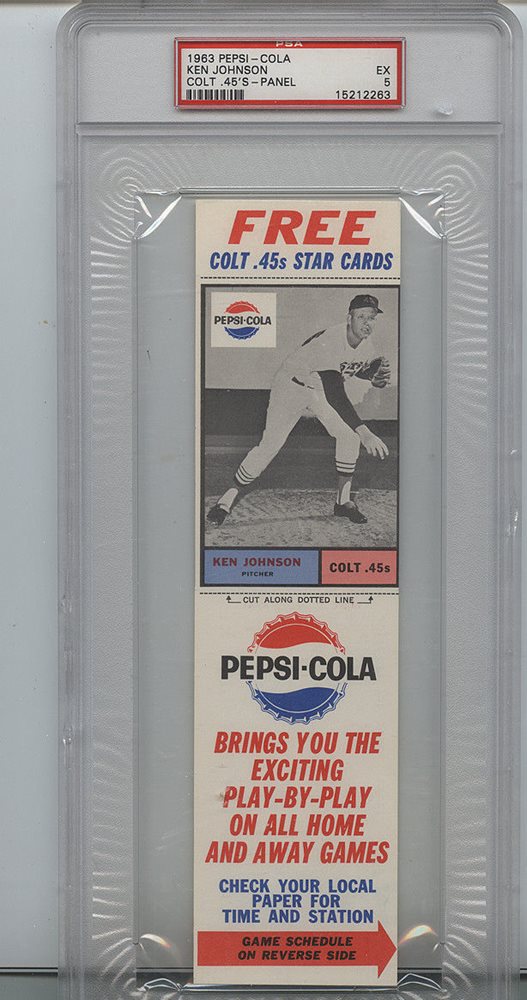 PSA
1963 PEPSI-COLA
KEN JOHNSON EX
COLT .45'S-PANEL 5
15212263
FREE
COLT .45s STAR CARDS
PEPSI-COLA
KEN JOHNSON
PITCHER
COLT .45s
CUT ALONG DOTTED LINE
PEPSI-COLA
BRINGS YOU THE
EXCITING
PLAY-BY-PLAY
ON ALL HOME
AND AWAY GAMES
CHECK YOUR LOCAL
PAPER FOR
TIME AND STATION
GAME SCHEDULE
ON REVERSE SIDE